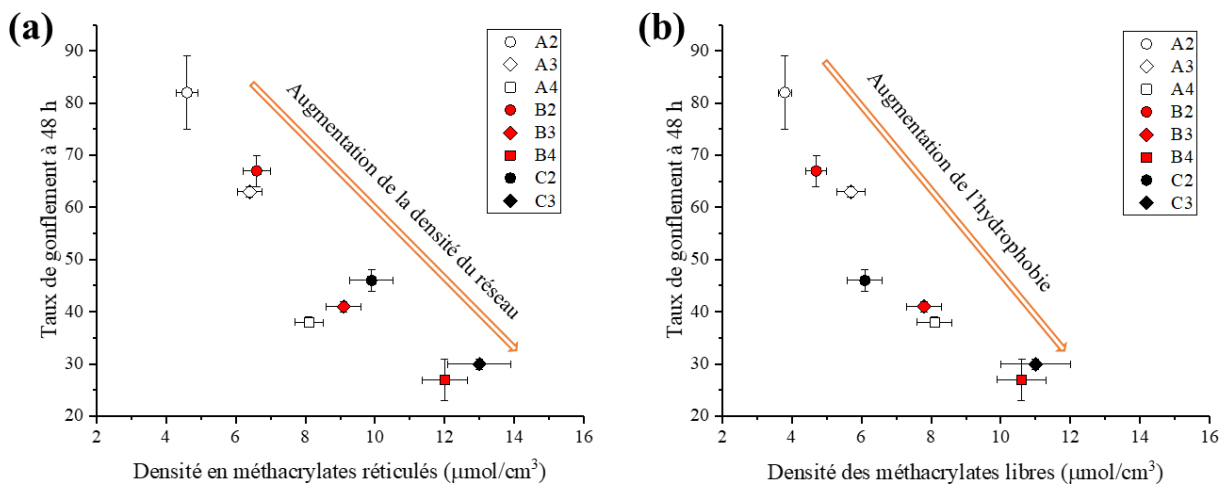 (a)
Taux de gonflement à 48 h
90
80
70
60
50
40
30
20
2
4
6
8
10
12
14
16
Densité en méthacrylates réticulés (μmol/cm³)
Augmentation de la densité du réseau
A2
A3
A4
B2
B3
B4
C2
C3
(b)
Taux de gonflement à 48 h
90
80
70
60
50
40
30
20
2
4
6
8
10
12
14
16
Densité des méthacrylates libres (μmol/cm³)
Augmentation de l'hydrophobie
A2
A3
A4
B2
B3
B4
C2
C3